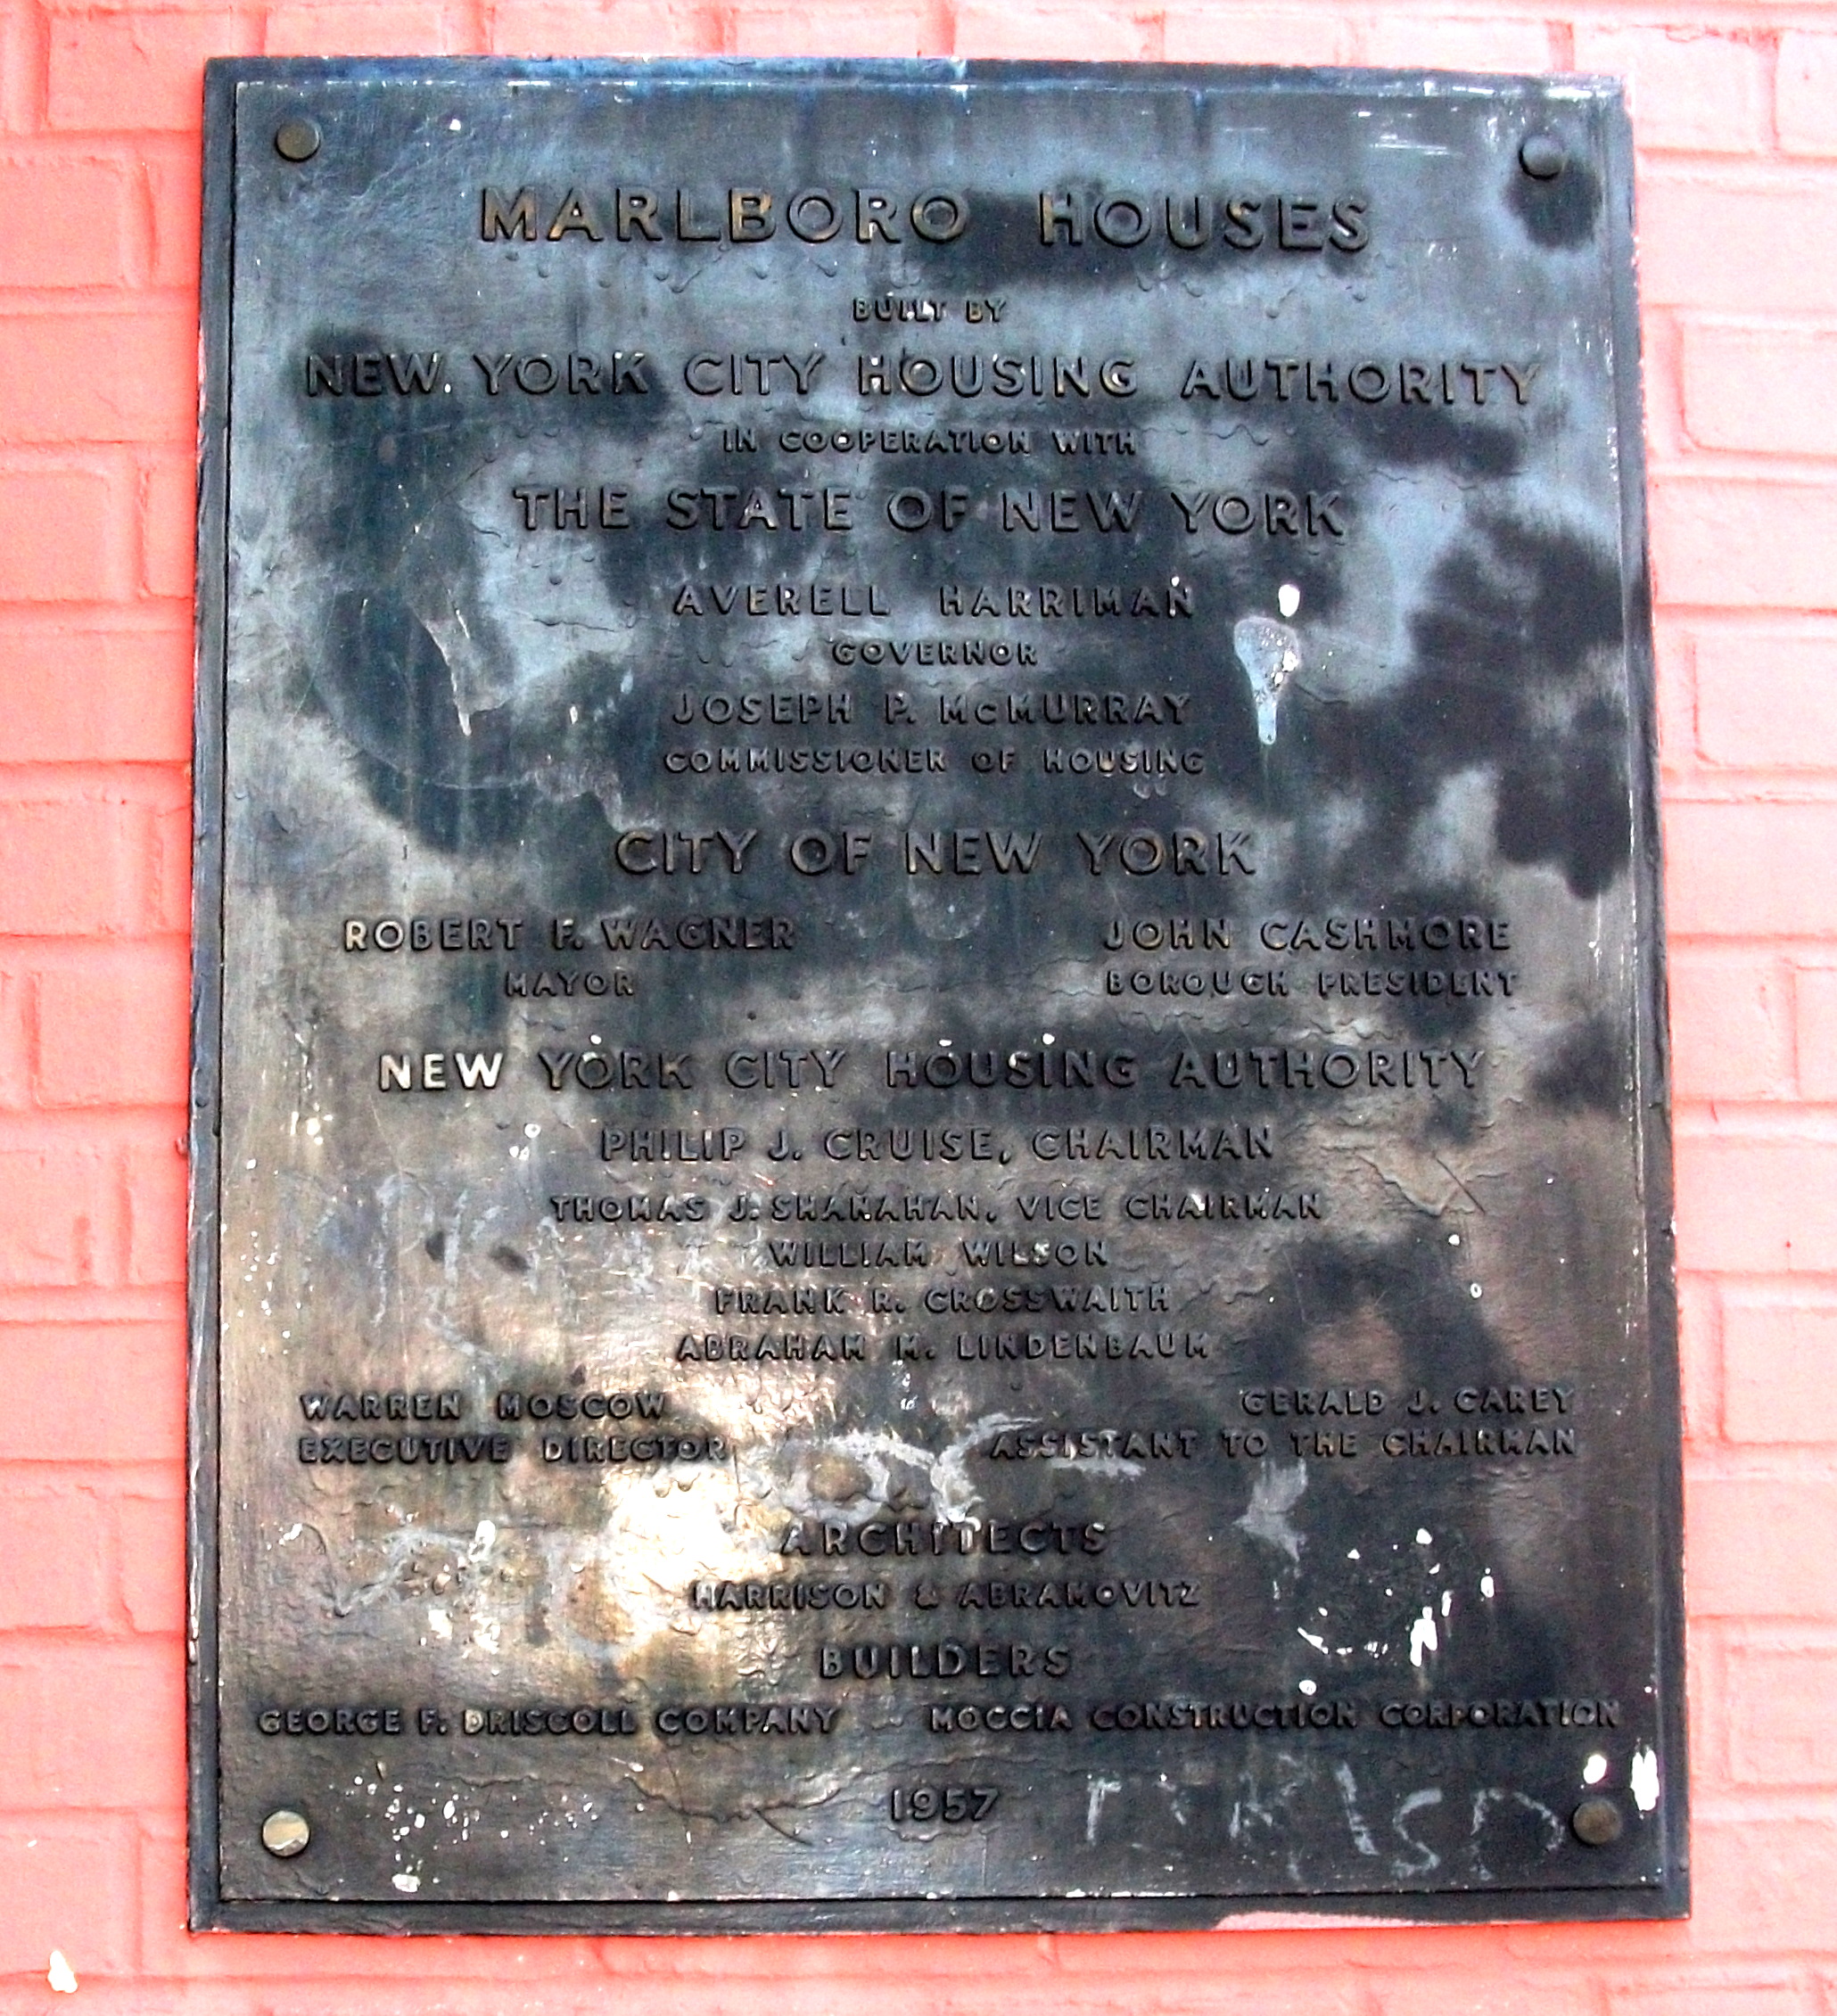 MARLBORO HOUSES
BUILT BY
NEW YORK CITY HOUSING AUTHORITY
IN COOPERATION WITH
THE STATE OF NEW YORK
AVERELL HARRIMAN
GOVERNOR
JOSEPH P. McMURRAY
COMMISSIONER OF HOUSING
CITY OF NEW YORK
ROBERT F. WAGNER JOHN CASHMORE
MAYOR BOROUGH PRESIDENT
NEW YORK CITY HOUSING AUTHORITY
PHILIP J. CRUISE, CHAIRMAN
THOMAS J. SHANAHAN, VICE CHAIRMAN
WILLIAM WILSON
FRANK R. CROSSWAITH
ABRAHAM M. LINDENBAUM
WARREN MOSCOW GERALD J. CAREY
EXECUTIVE DIRECTOR ASSISTANT TO THE CHAIRMAN
ARCHITECTS
HARRISON & ABRAMOVITZ
BUILDERS
GEORGE F. DRISCOLL COMPANY MOCCIA CONSTRUCTION CORPORATION
1957